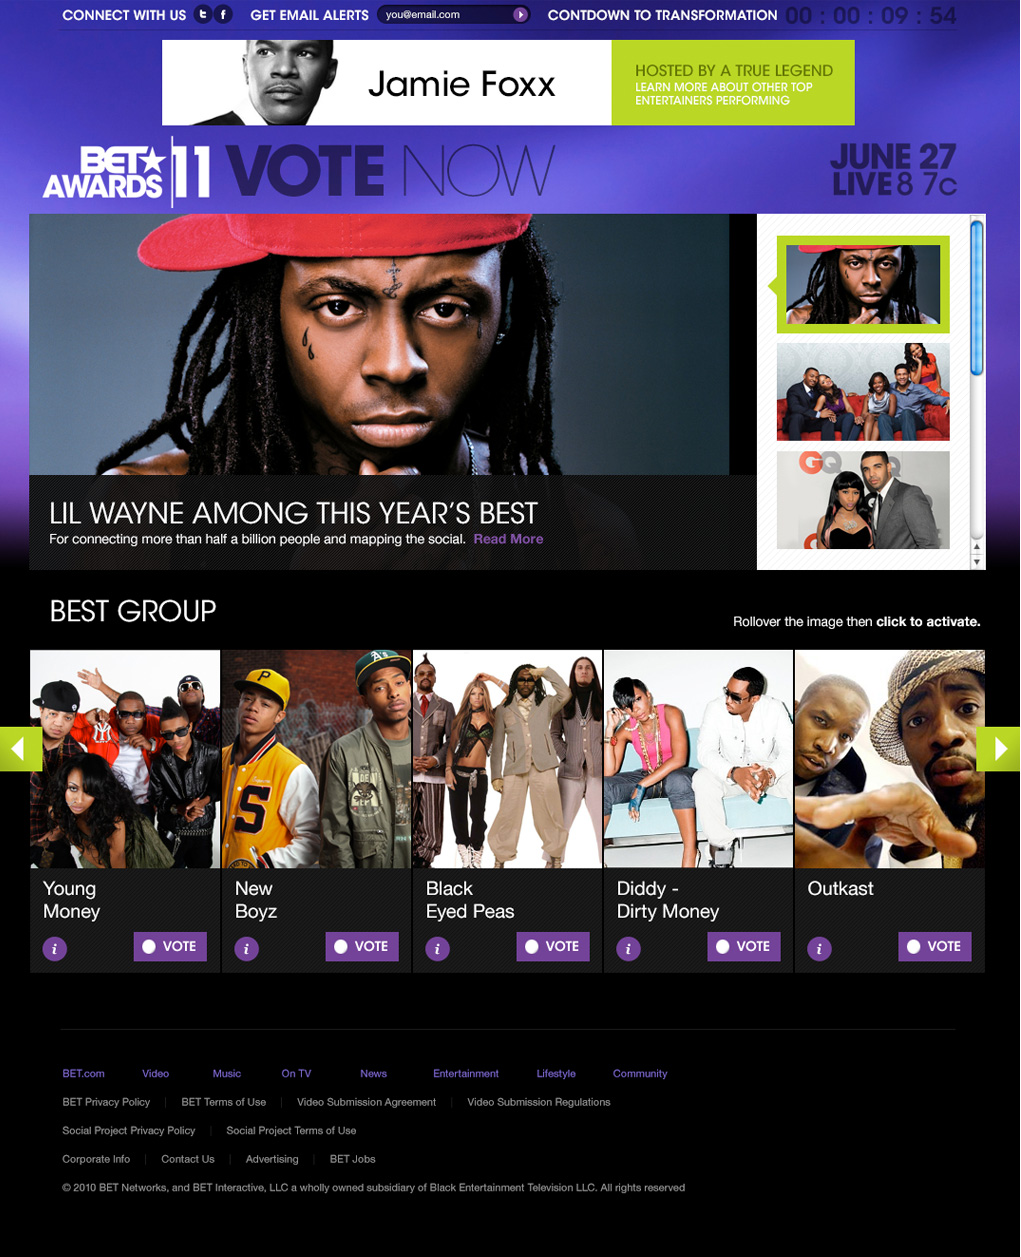 CONNECT WITH US
GET EMAIL ALERTS
you@email.com
CONTDOWN TO TRANSFORMATION
00 : 00 : 09 : 54
Jamie Foxx
HOSTED BY A TRUE LEGEND
LEARN MORE ABOUT OTHER TOP
ENTERTAINERS PERFORMING
BET★
AWARDS
11
VOTE NOW
JUNE 27
LIVE 8 7c
GQ
LIL WAYNE AMONG THIS YEAR'S BEST
For connecting more than half a billion people and mapping the social. Read More
BEST GROUP
Rollover the image then click to activate.
P
S
A's
Young
Money
i VOTE
New
Boyz
i VOTE
Black
Eyed Peas
i VOTE
Diddy -
Dirty Money
i VOTE
Outkast
i VOTE
BET.com Video Music On TV News Entertainment Lifestyle Community
BET Privacy Policy | BET Terms of Use | Video Submission Agreement | Video Submission Regulations
Social Project Privacy Policy | Social Project Terms of Use
Corporate Info | Contact Us | Advertising | BET Jobs
© 2010 BET Networks, and BET Interactive, LLC a wholly owned subsidiary of Black Entertainment Television LLC. All rights reserved